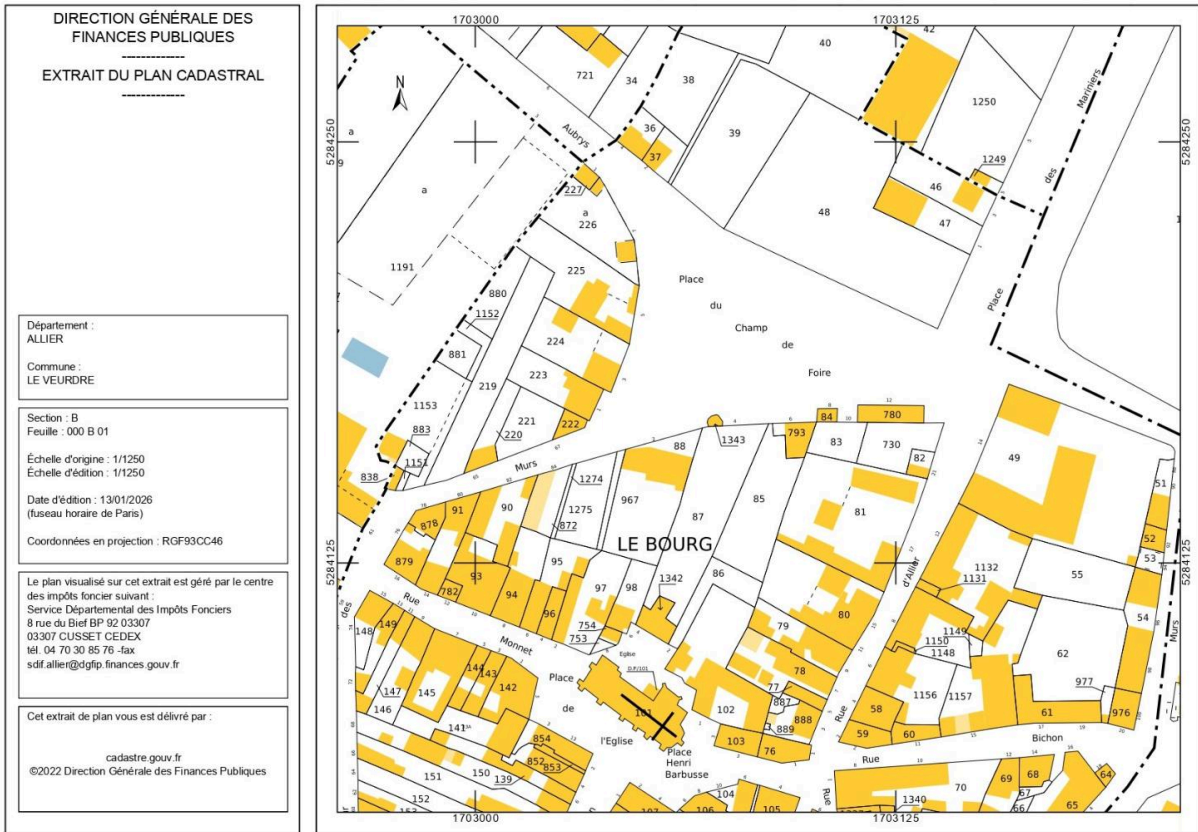 DIRECTION GÉNÉRALE DES
FINANCES PUBLIQUES
-------------
EXTRAIT DU PLAN CADASTRAL
-------------
Département :
ALLIER
Commune :
LE VEURDRE
Section : B
Feuille : 000 B 01
Échelle d'origine : 1/1250
Échelle d'édition : 1/1250
Date d'édition : 13/01/2026
(fuseau horaire de Paris)
Coordonnées en projection : RGF93CC46
Le plan visualisé sur cet extrait est géré par le centre
des impôts foncier suivant :
Service Départemental des Impôts Fonciers
8 rue du Bief BP 92 03307
03307 CUSSET CEDEX
tél. 04 70 30 85 76 -fax
sdif.allier@dgfip.finances.gouv.fr
Cet extrait de plan vous est délivré par :
cadastre.gouv.fr
©2022 Direction Générale des Finances Publiques
1703000
1703125
5284250
5284250
N
721
34
38
40
42
1250
36
37
39
Aubrys
Mariniers
des
Place
1249
46
47
48
a
9
a
227
a
226
225
1191
880
1152
881
224
223
219
221
220
222
1153
883
1151
838
Place
du
Champ
de
Foire
84
780
793
83
730
82
1343
88
Murs
1274
1275
872
967
87
85
81
49
51
52
53
54
90
91
878
879
93
782
94
95
96
97
98
754
753
LE BOURG
1342
86
79
80
78
77
887
888
889
5284125
5284125
d'Allier
Rue
1132
1131
1149
1150
1148
1156
1157
55
62
977
976
61
58
59
60
Murs
Rue
Monnet
des
148
149
147
146
145
144
143
142
141
854
852
853
151
150
139
152
153
Place
de
l'Eglise
Eglise
D.P/101
101
102
103
76
Place
Henri
Barbusse
104
105
106
107
Rue
Bichon
Rue
69
68
67
66
64
65
70
1340
1703000
1703125